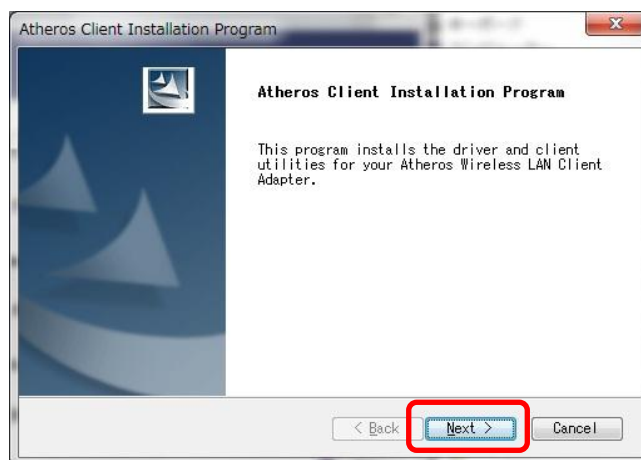 Atheros Client Installation Program
Atheros Client Installation Program
This program installs the driver and client
utilities for your Atheros Wireless LAN Client
Adapter.
< Back
Next >
Cancel